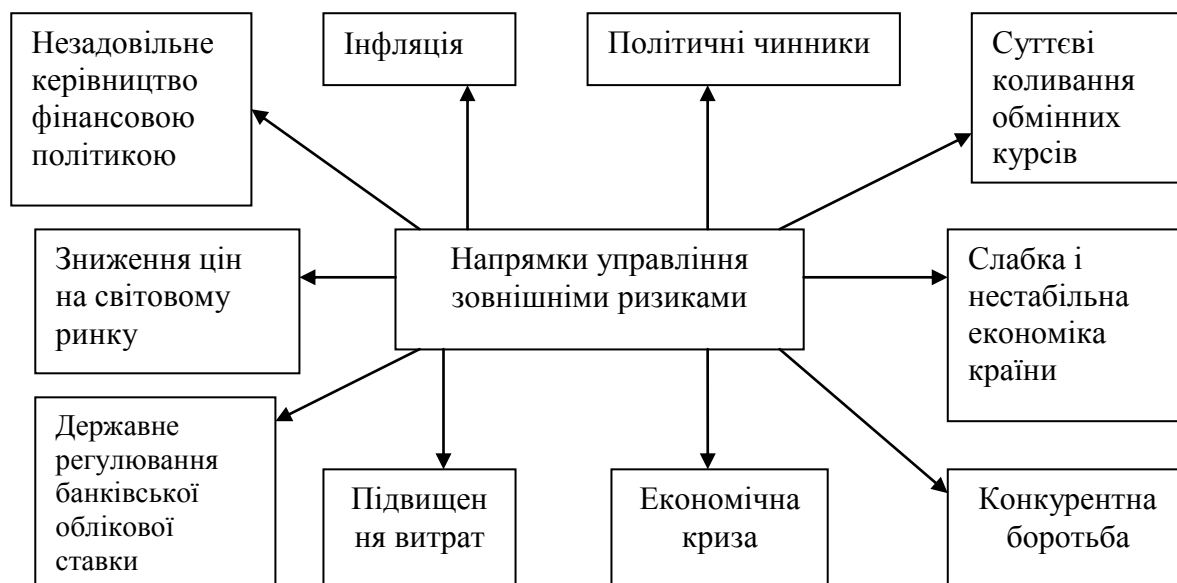 Незадовільне
керівництво
фінансовою
політикою
Інфляція
Політичні чинники
Суттєві
коливання
обмінних
курсів
Зниження цін
на світовому
ринку
Напрямки управління
зовнішніми ризиками
Слабка і
нестабільна
економіка
країни
Державне
регулювання
банківської
облікової
ставки
Підвищен
ня витрат
Економічна
криза
Конкурентна
боротьба